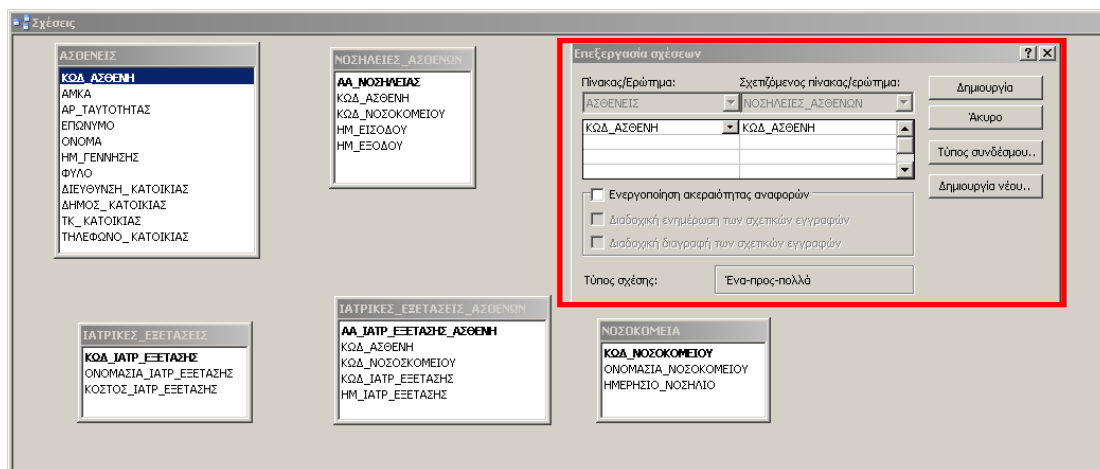 Σχέσεις
ΑΣΘΕΝΕΙΣ
ΚΩΔ_ΑΣΘΕΝΗ
ΑΜΚΑ
ΑΡ_ΤΑΥΤΟΤΗΤΑΣ
ΕΠΩΝΥΜΟ
ΟΝΟΜΑ
ΗΜ_ΓΕΝΝΗΣΗΣ
ΦΥΛΟ
ΔΙΕΥΘΥΝΣΗ_ΚΑΤΟΙΚΙΑΣ
ΔΗΜΟΣ_ΚΑΤΟΙΚΙΑΣ
ΤΚ_ΚΑΤΟΙΚΙΑΣ
ΤΗΛΕΦΩΝΟ_ΚΑΤΟΙΚΙΑΣ
ΝΟΣΗΛΕΙΕΣ_ΑΣΘΕΝΩΝ
ΑΑ_ΝΟΣΗΛΕΙΑΣ
ΚΩΔ_ΑΣΘΕΝΗ
ΚΩΔ_ΝΟΣΟΚΟΜΕΙΟΥ
ΗΜ_ΕΙΣΟΔΟΥ
ΗΜ_ΕΞΟΔΟΥ
Επεξεργασία σχέσεων
Πίνακας/Ερώτημα: Σχετιζόμενος πίνακας/ερώτημα:
ΑΣΘΕΝΕΙΣ ΝΟΣΗΛΕΙΕΣ_ΑΣΘΕΝΩΝ
ΚΩΔ_ΑΣΘΕΝΗ ΚΩΔ_ΑΣΘΕΝΗ
Ενεργοποίηση ακεραιότητας αναφορών
Διαδοχική ενημέρωση των σχετικών εγγραφών
Διαδοχική διαγραφή των σχετικών εγγραφών
Τύπος σχέσης: Ένα-προς-πολλά
Δημιουργία
Άκυρο
Τύπος συνδέσμου..
Δημιουργία νέου..
ΙΑΤΡΙΚΕΣ_ΕΞΕΤΑΣΕΙΣ
ΚΩΔ_ΙΑΤΡ_ΕΞΕΤΑΣΗΣ
ΟΝΟΜΑΣΙΑ_ΙΑΤΡ_ΕΞΕΤΑΣΗΣ
ΚΟΣΤΟΣ_ΙΑΤΡ_ΕΞΕΤΑΣΗΣ
ΙΑΤΡΙΚΕΣ_ΕΞΕΤΑΣΕΙΣ_ΑΣΘΕΝΩΝ
ΑΑ_ΙΑΤΡ_ΕΞΕΤΑΣΗΣ_ΑΣΘΕΝΗ
ΚΩΔ_ΑΣΘΕΝΗ
ΚΩΔ_ΝΟΣΟΣΚΟΜΕΙΟΥ
ΚΩΔ_ΙΑΤΡ_ΕΞΕΤΑΣΗΣ
ΗΜ_ΙΑΤΡ_ΕΞΕΤΑΣΗΣ
ΝΟΣΟΚΟΜΕΙΑ
ΚΩΔ_ΝΟΣΟΚΟΜΕΙΟΥ
ΟΝΟΜΑΣΙΑ_ΝΟΣΟΚΟΜΕΙΟΥ
ΗΜΕΡΗΣΙΟ_ΝΟΣΗΛΙΟ